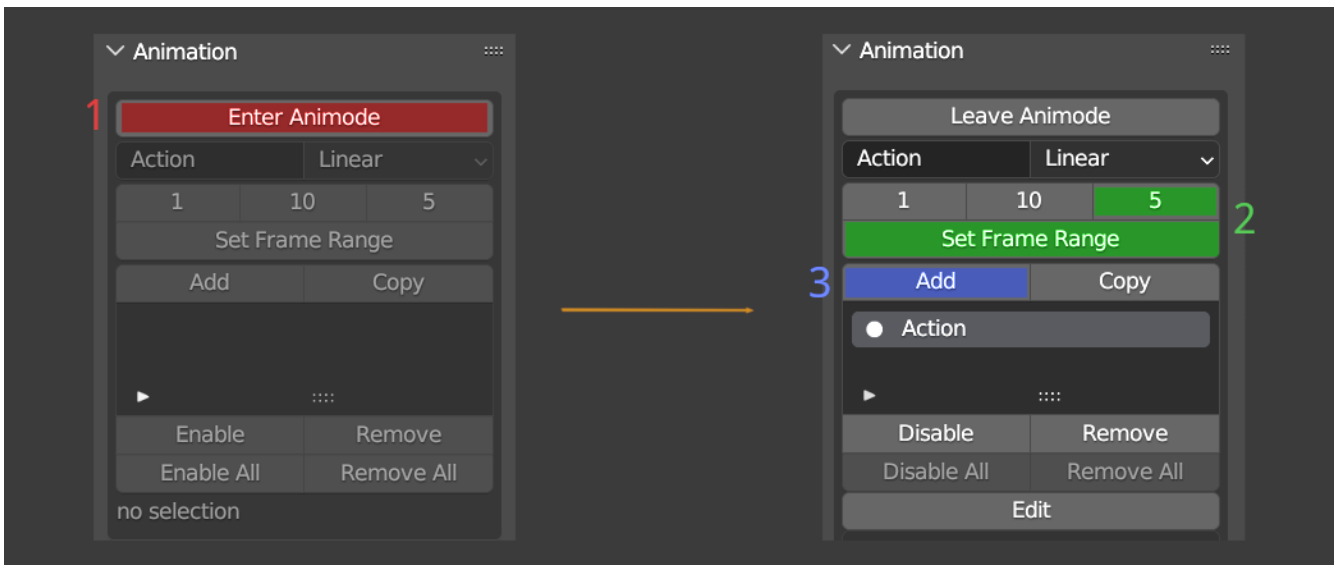 Animation
1
Enter Animode
Action Linear
1 10 5
Set Frame Range
Add Copy
Enable Remove
Enable All Remove All
no selection
Animation
Leave Animode
Action Linear
1 10 5
2
Set Frame Range
3
Add Copy
Action
Disable Remove
Disable All Remove All
Edit